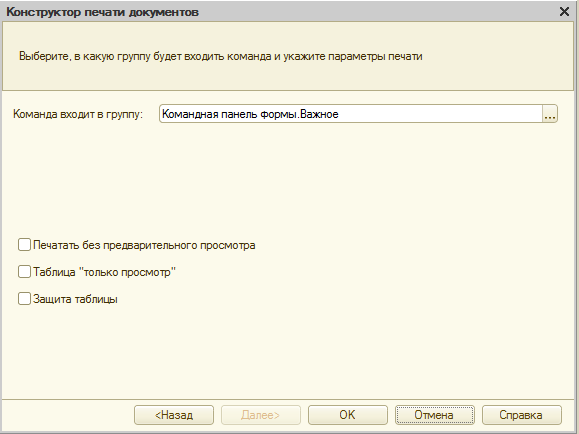 Конструктор печати документов
Выберите, в какую группу будет входить команда и укажите параметры печати
Команда входит в группу: Командная панель формы.Важное ...
Печатать без предварительного просмотра
Таблица "только просмотр"
Защита таблицы
<Назад Далее> OK Отмена Справка